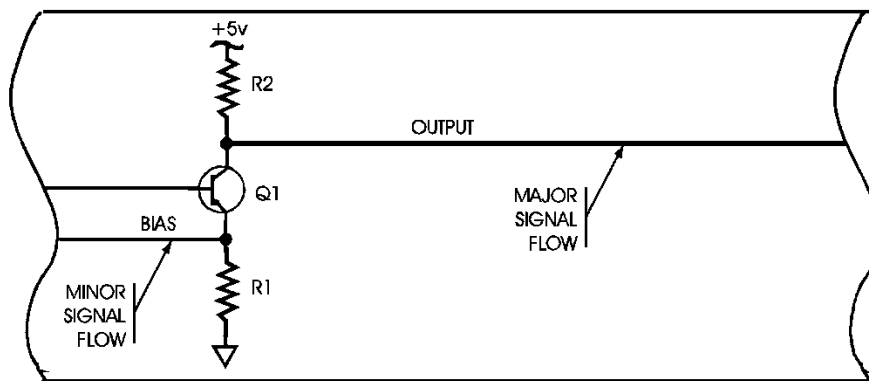 +5v
R2
OUTPUT
Q1
MAJOR
SIGNAL
FLOW
BIAS
R1
MINOR
SIGNAL
FLOW